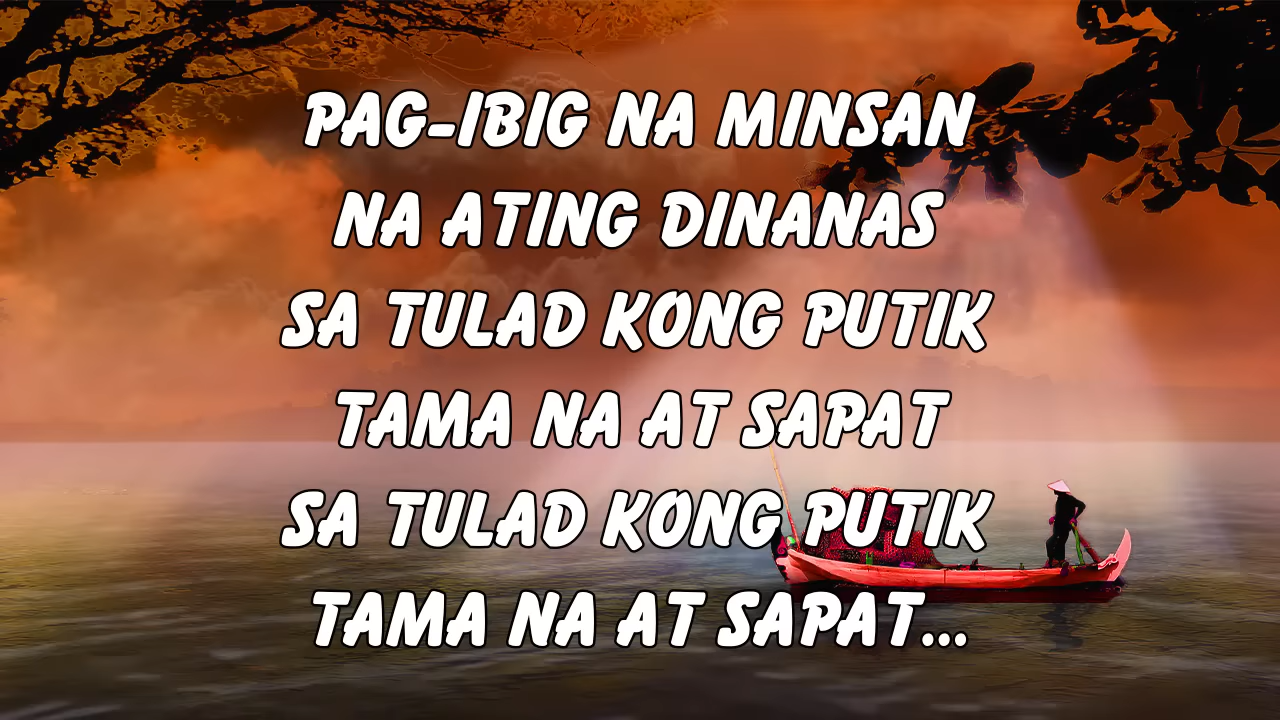 PAG-IBIG NA MINSAN
NA ATING DINANAS
SA TULAD KONG PUTIK
TAMA NA AT SAPAT
SA TULAD KONG PUTIK
TAMA NA AT SAPAT...